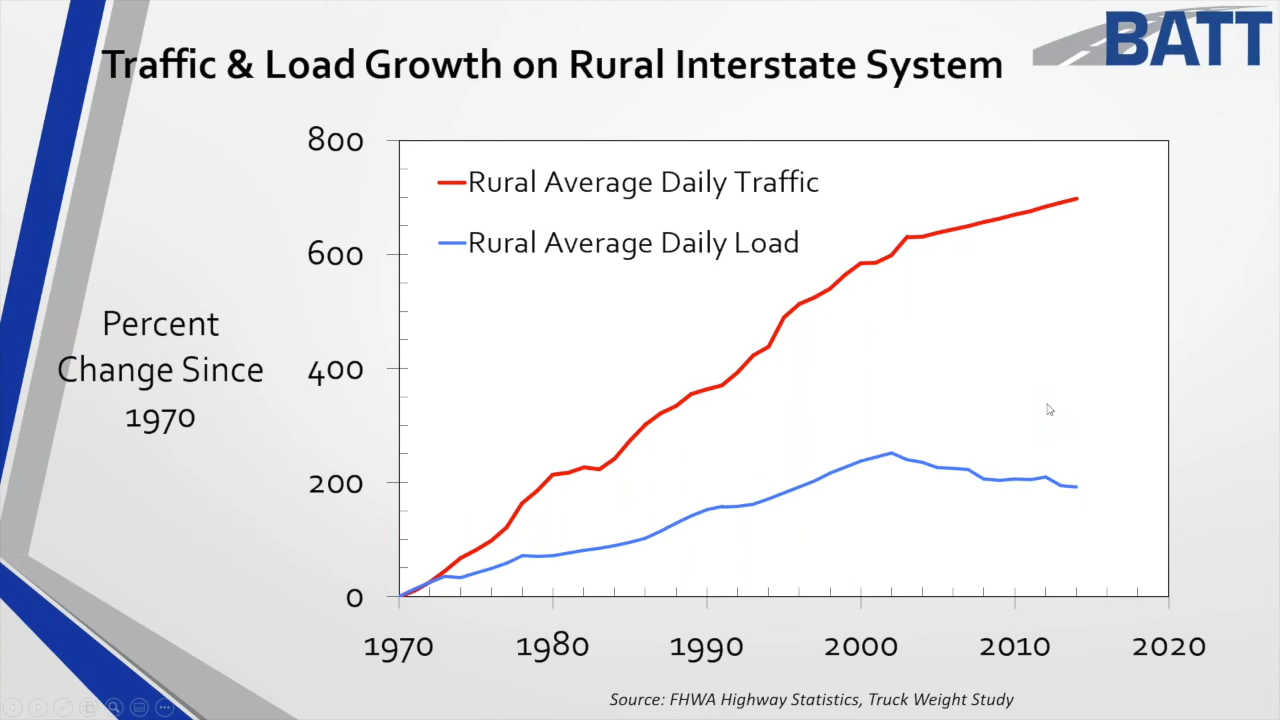 BATT
Traffic & Load Growth on Rural Interstate System
800
Rural Average Daily Traffic
Rural Average Daily Load
600
Percent
Change Since
1970
400
200
0
1970 1980 1990 2000 2010 2020
Source: FHWA Highway Statistics, Truck Weight Study